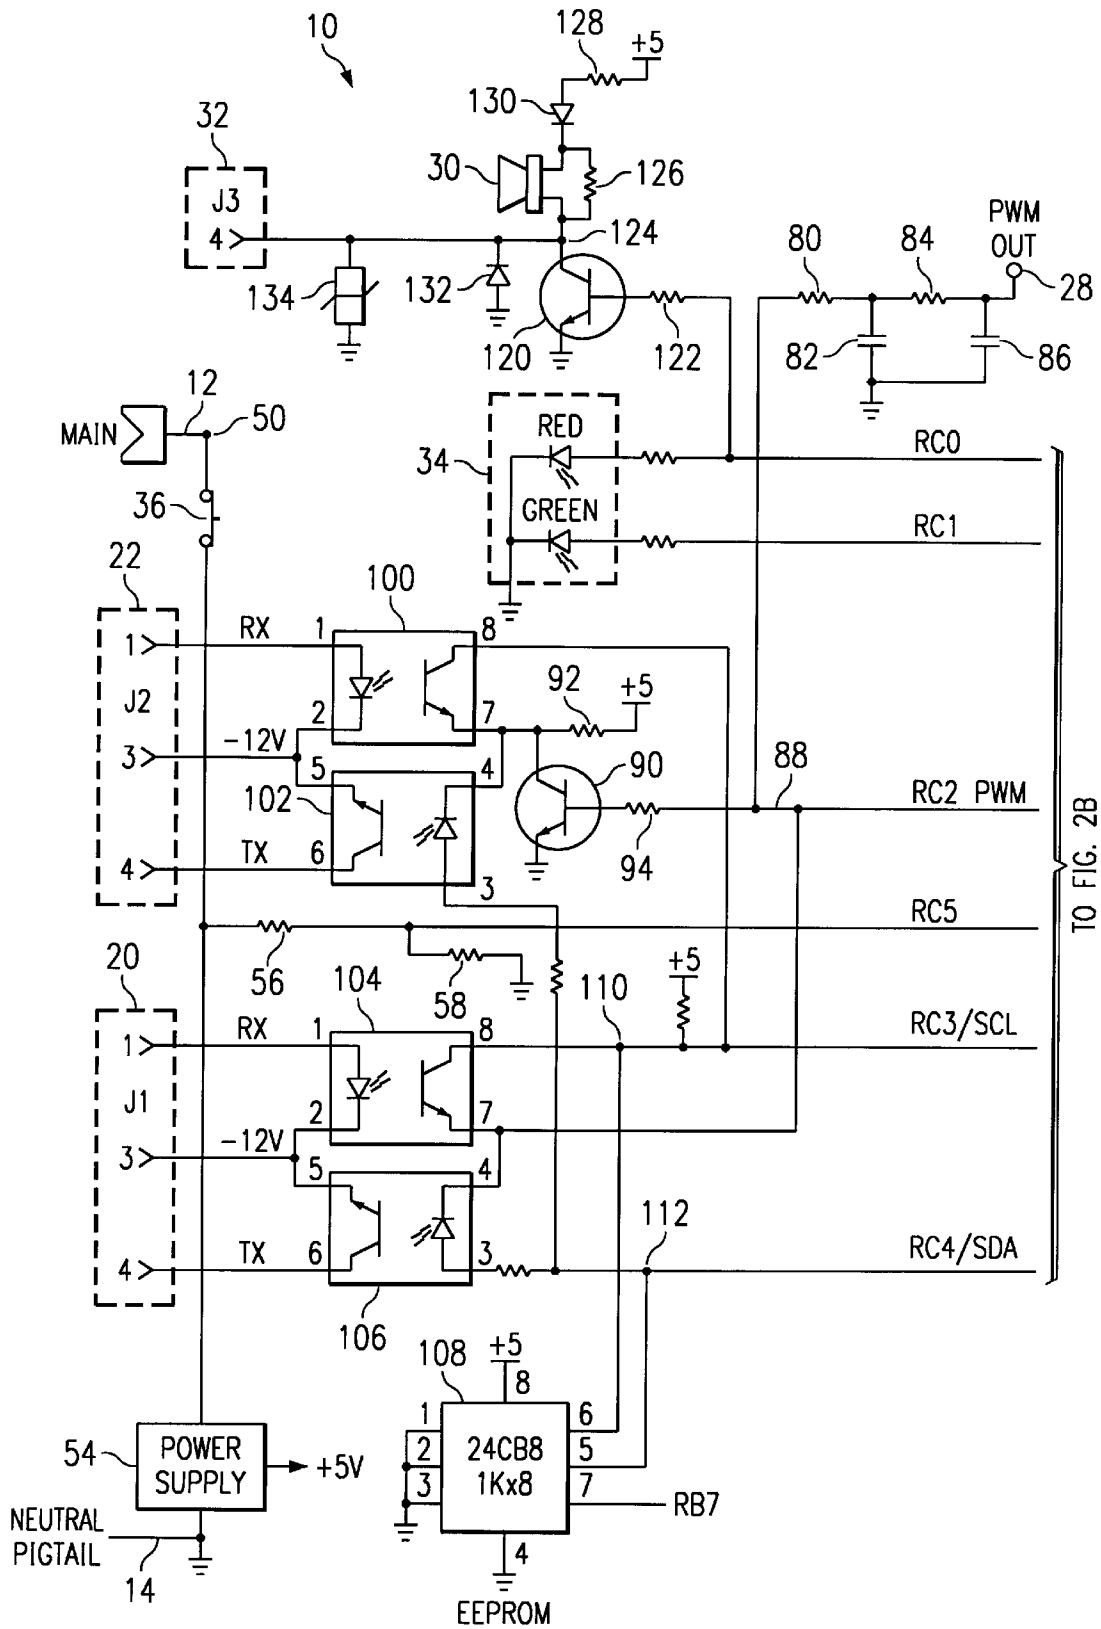 10
128
+5
130
32
30
126
J3
4
124
PWM
OUT
80
84
28
134
132
120
122
82
86
12
MAIN
50
RED
34
RC0
36
GREEN
RC1
22
100
1
RX
1
8
J2
92
+5
2
7
3
-12V
5
4
90
88
102
RC2 PWM
4
TX
6
94
3
RC5
56
58
20
104
110
+5
1
RX
1
8
RC3/SCL
J1
2
7
3
-12V
5
4
112
4
TX
6
3
RC4/SDA
106
TO FIG. 2B
108
+5
8
1
6
54
POWER
SUPPLY
+5V
2
24CB8
1Kx8
5
3
7
RB7
NEUTRAL
PIGTAIL
14
4
EEPROM